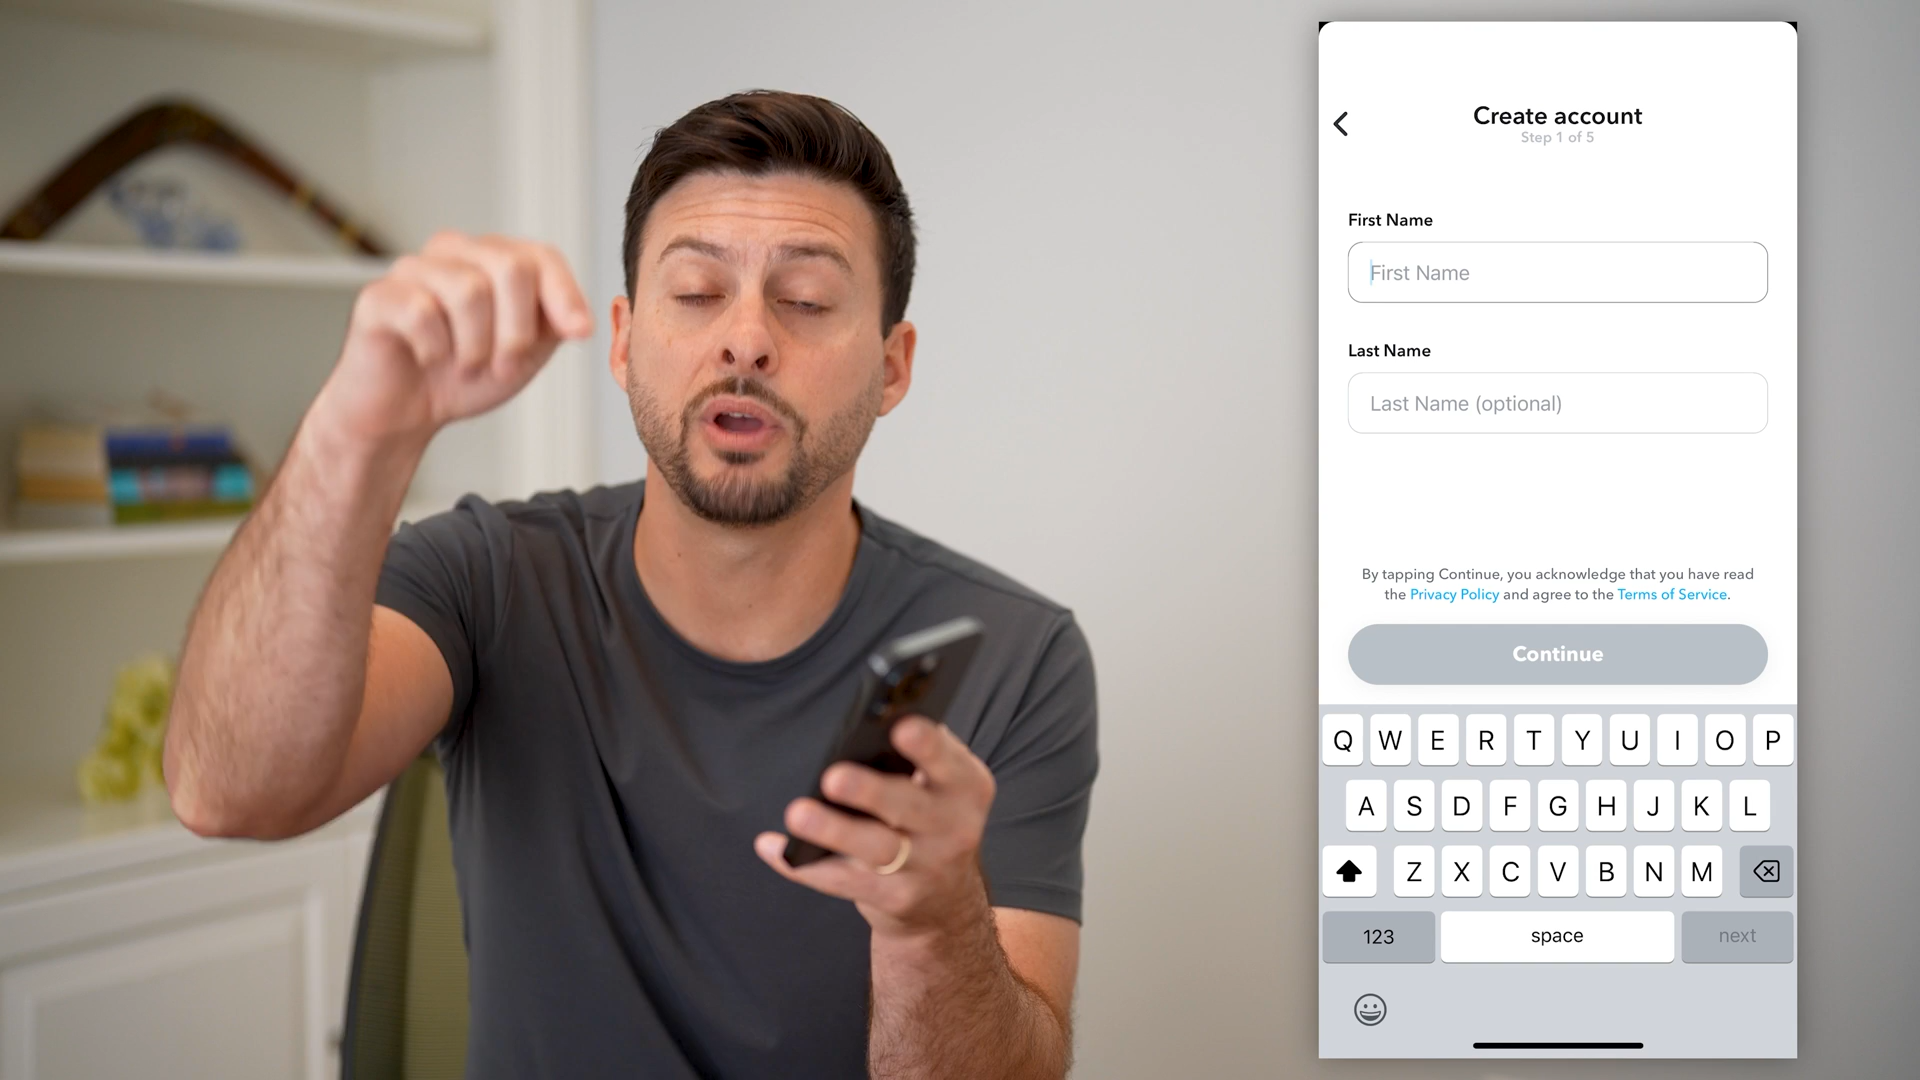 Create account
Step 1 of 5
First Name
First Name
Last Name
Last Name (optional)
By tapping Continue, you acknowledge that you have read
the Privacy Policy and agree to the Terms of Service.
Continue
Q W E R T Y U I O P
A S D F G H J K L
Z X C V B N M
123 space next